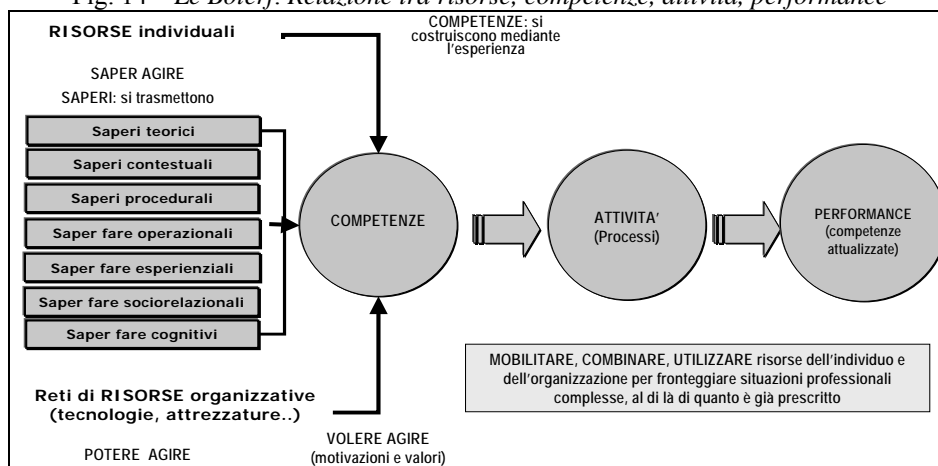 Fig. 14 – Le Boterf: Relazione tra risorse, competenze, attività, performance
RISORSE individuali
COMPETENZE: si
costruiscono mediante
l'esperienza
SAPER AGIRE
SAPERI: si trasmettono
Saperi teorici
Saperi contestuali
Saperi procedurali
Saper fare operazionali
Saper fare esperienziali
Saper fare sociorelazionali
Saper fare cognitivi
COMPETENZE
ATTIVITA'
(Processi)
PERFORMANCE
(competenze
attualizzate)
MOBILITARE, COMBINARE, UTILIZZARE risorse dell'individuo e
dell'organizzazione per fronteggiare situazioni professionali
complesse, al di là di quanto è già prescritto
Reti di RISORSE organizzative
(tecnologie, attrezzature..)
VOLERE AGIRE
(motivazioni e valori)
POTERE AGIRE